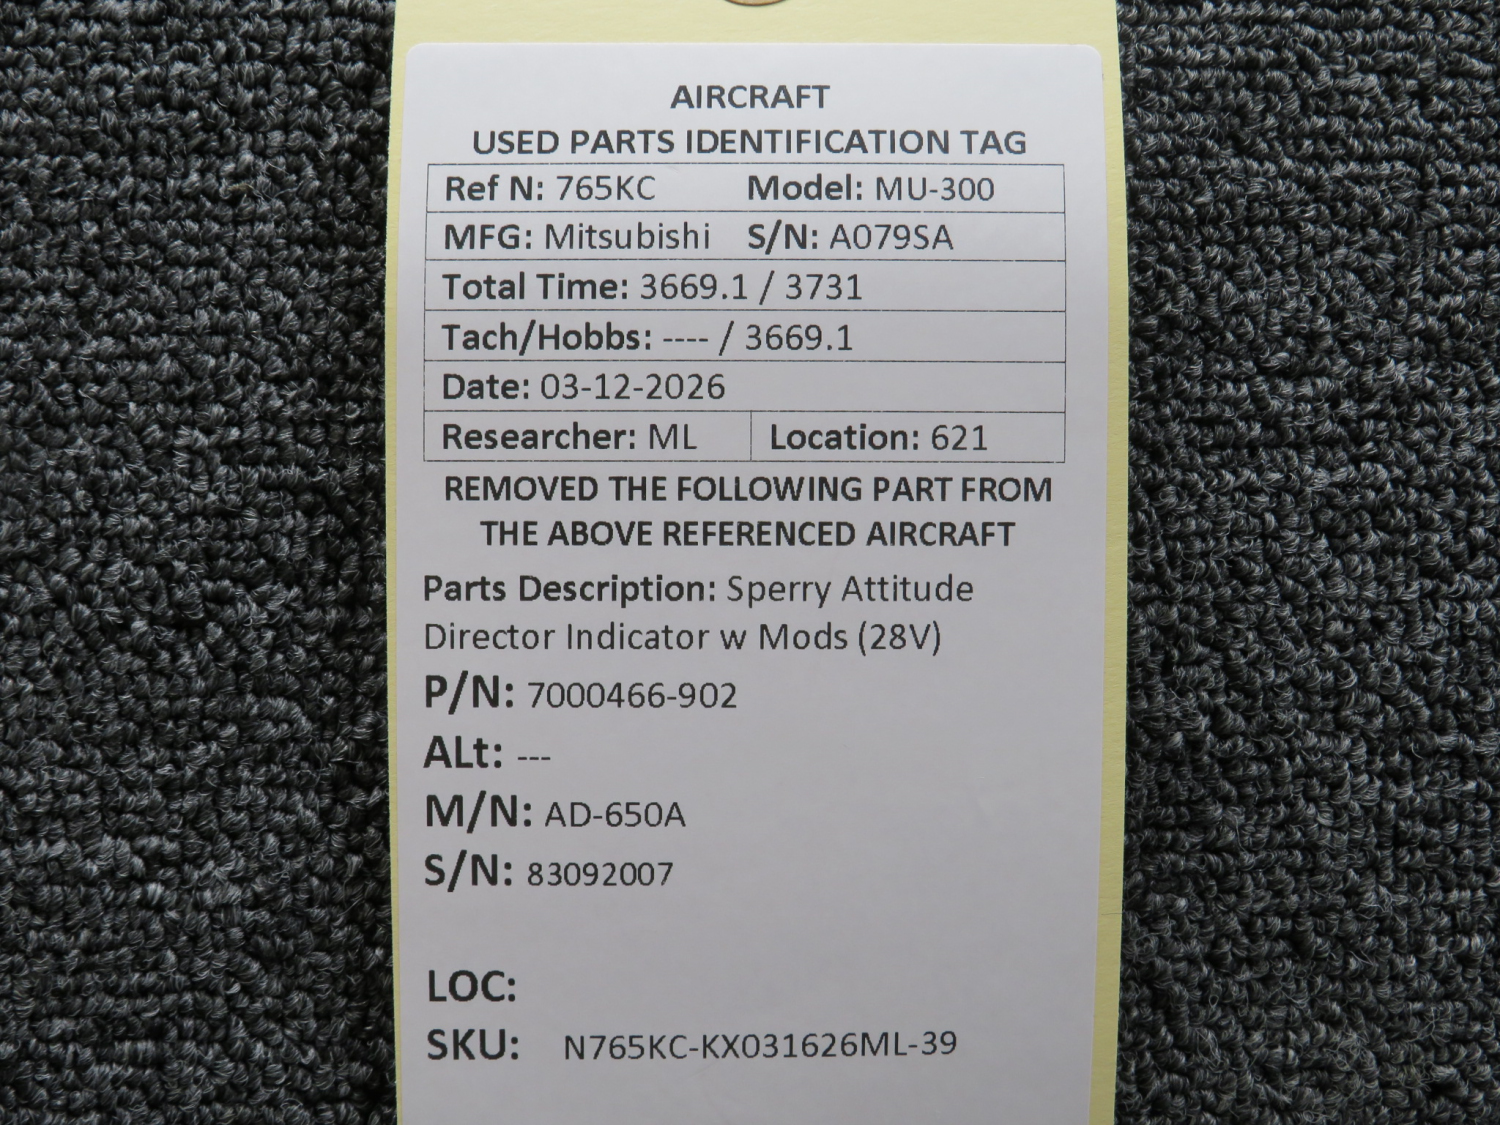 AIRCRAFT
USED PARTS IDENTIFICATION TAG
Ref N: 765KC Model: MU-300
MFG: Mitsubishi S/N: A079SA
Total Time: 3669.1 / 3731
Tach/Hobbs: ---- / 3669.1
Date: 03-12-2026
Researcher: ML Location: 621
REMOVED THE FOLLOWING PART FROM
THE ABOVE REFERENCED AIRCRAFT
Parts Description: Sperry Attitude
Director Indicator w Mods (28V)
P/N: 7000466-902
ALt: ---
M/N: AD-650A
S/N: 83092007
LOC:
SKU: N765KC-KX031626ML-39